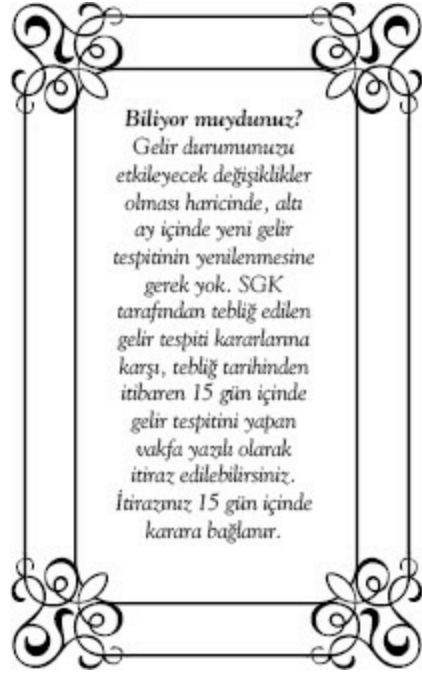 Biliyor muydunuz?
Gelir durumunuzu
etkileyecek değişiklikler
olması haricinde, altı
ay içinde yeni gelir
tespitinin yenilenmesine
gerek yok. SGK
tarafından tebliğ edilen
gelir tespiti kararlarına
karşı, tebliğ tarihinden
itibaren 15 gün içinde
gelir tespitini yapan
vakfa yazılı olarak
itiraz edilebilirsiniz.
İtirazınız 15 gün içinde
karara bağlanır.